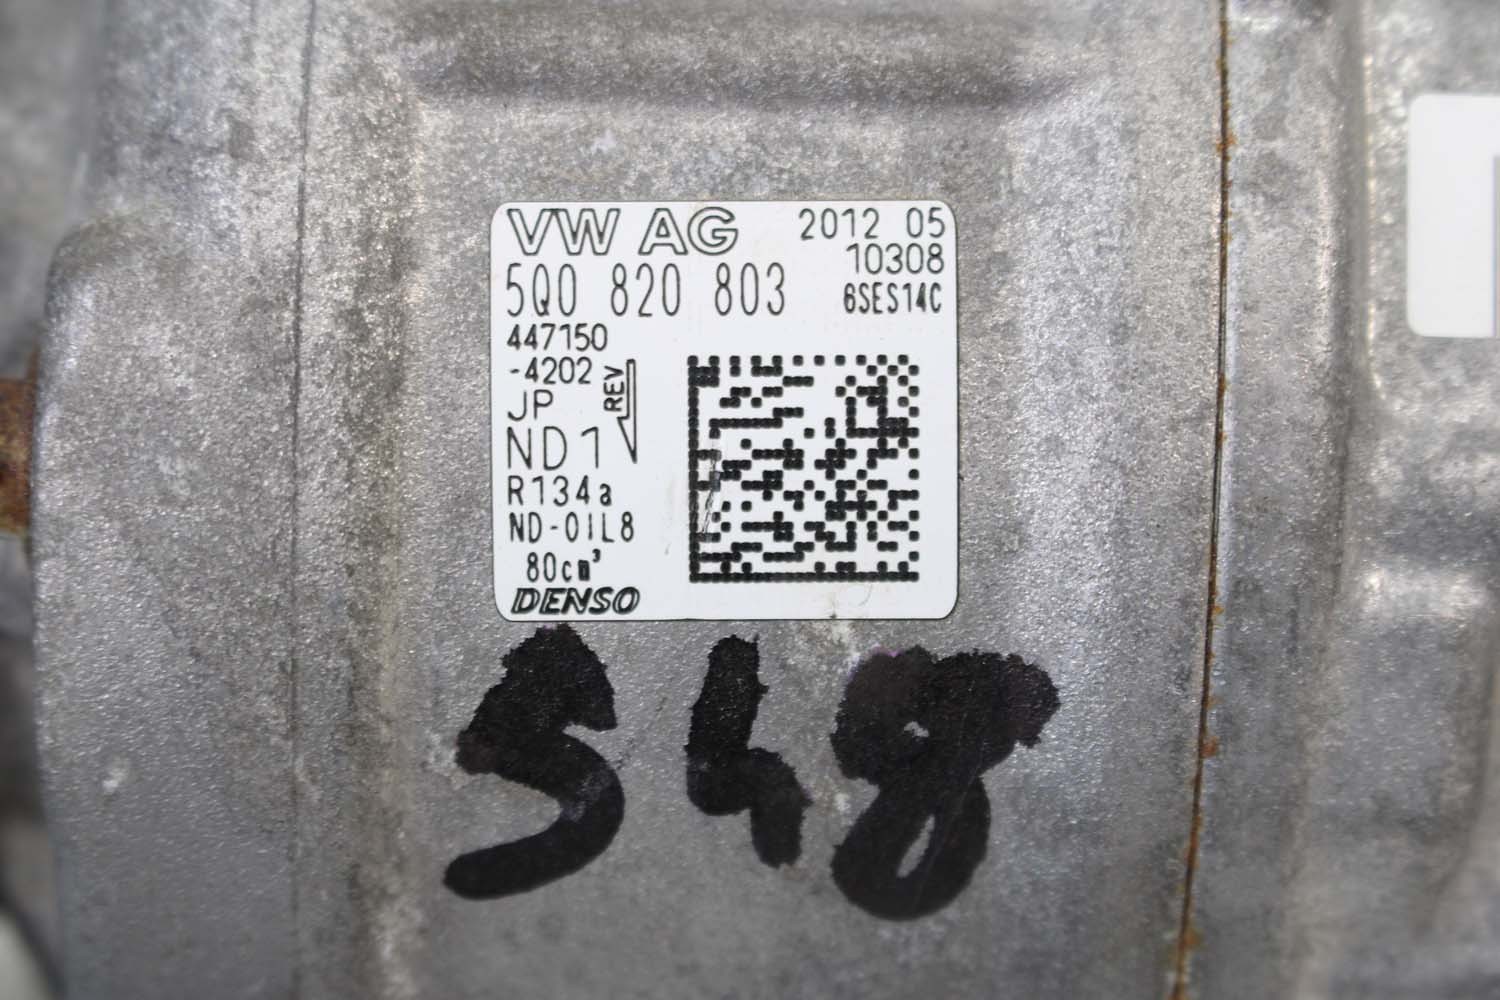 VW AG 2012 05
10308
5Q0 820 803 6SES14C
447150
-4202
REV
JP
ND1
R134a
ND-OIL8
80cm³
DENSO
548